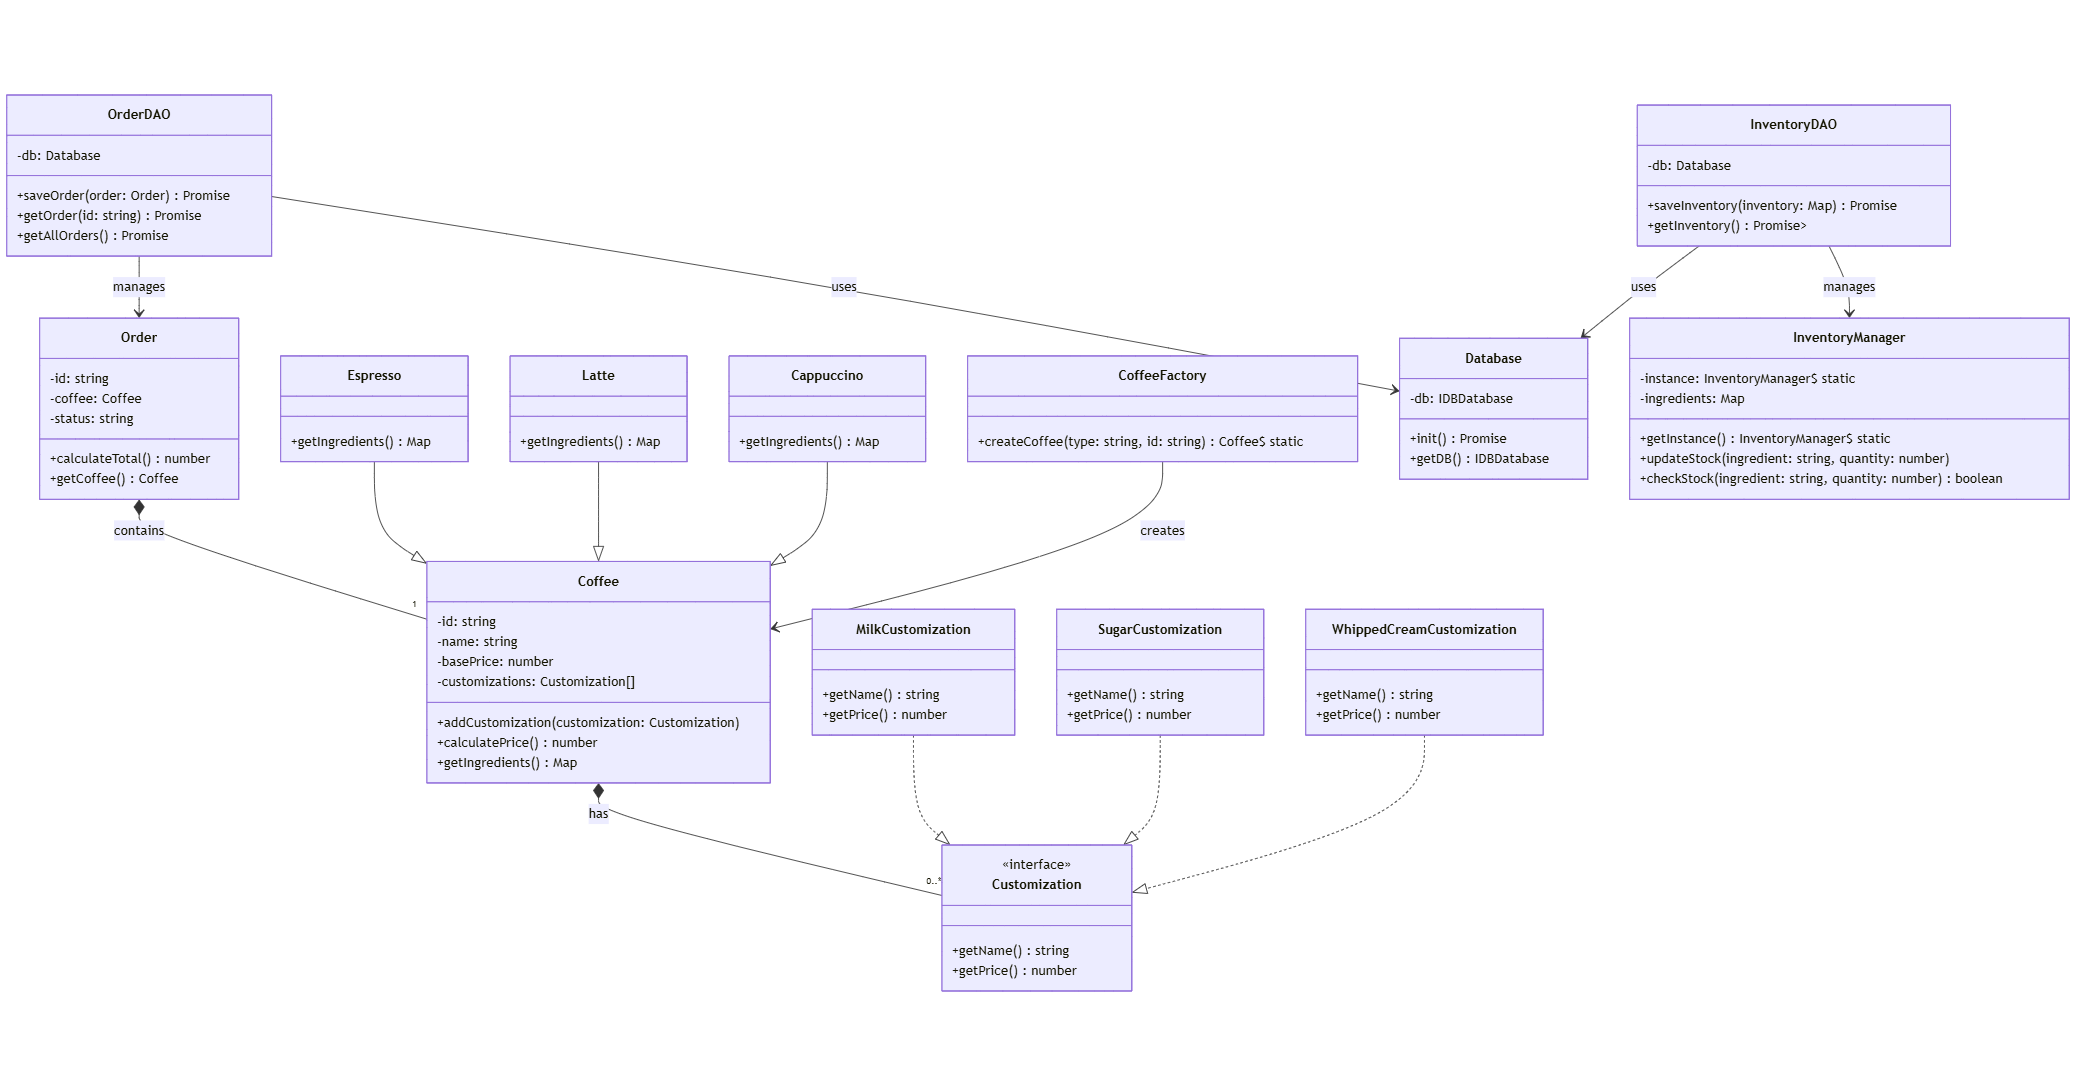 OrderDAO
-db: Database
+saveOrder(order: Order) : Promise
+getOrder(id: string) : Promise
+getAllOrders() : Promise
InventoryDAO
-db: Database
+saveInventory(inventory: Map) : Promise
+getInventory() : Promise>
manages
uses
uses
manages
Order
-id: string
-coffee: Coffee
-status: string
+calculateTotal() : number
+getCoffee() : Coffee
Espresso
+getIngredients() : Map
Latte
+getIngredients() : Map
Cappuccino
+getIngredients() : Map
CoffeeFactory
+createCoffee(type: string, id: string) : Coffee$ static
Database
-db: IDBDatabase
+init() : Promise
+getDB() : IDBDatabase
InventoryManager
-instance: InventoryManager$ static
-ingredients: Map
+getInstance() : InventoryManager$ static
+updateStock(ingredient: string, quantity: number)
+checkStock(ingredient: string, quantity: number) : boolean
contains
creates
1
Coffee
-id: string
-name: string
-basePrice: number
-customizations: Customization[]
+addCustomization(customization: Customization)
+calculatePrice() : number
+getIngredients() : Map
MilkCustomization
+getName() : string
+getPrice() : number
SugarCustomization
+getName() : string
+getPrice() : number
WhippedCreamCustomization
+getName() : string
+getPrice() : number
has
0..*
«interface»
Customization
+getName() : string
+getPrice() : number